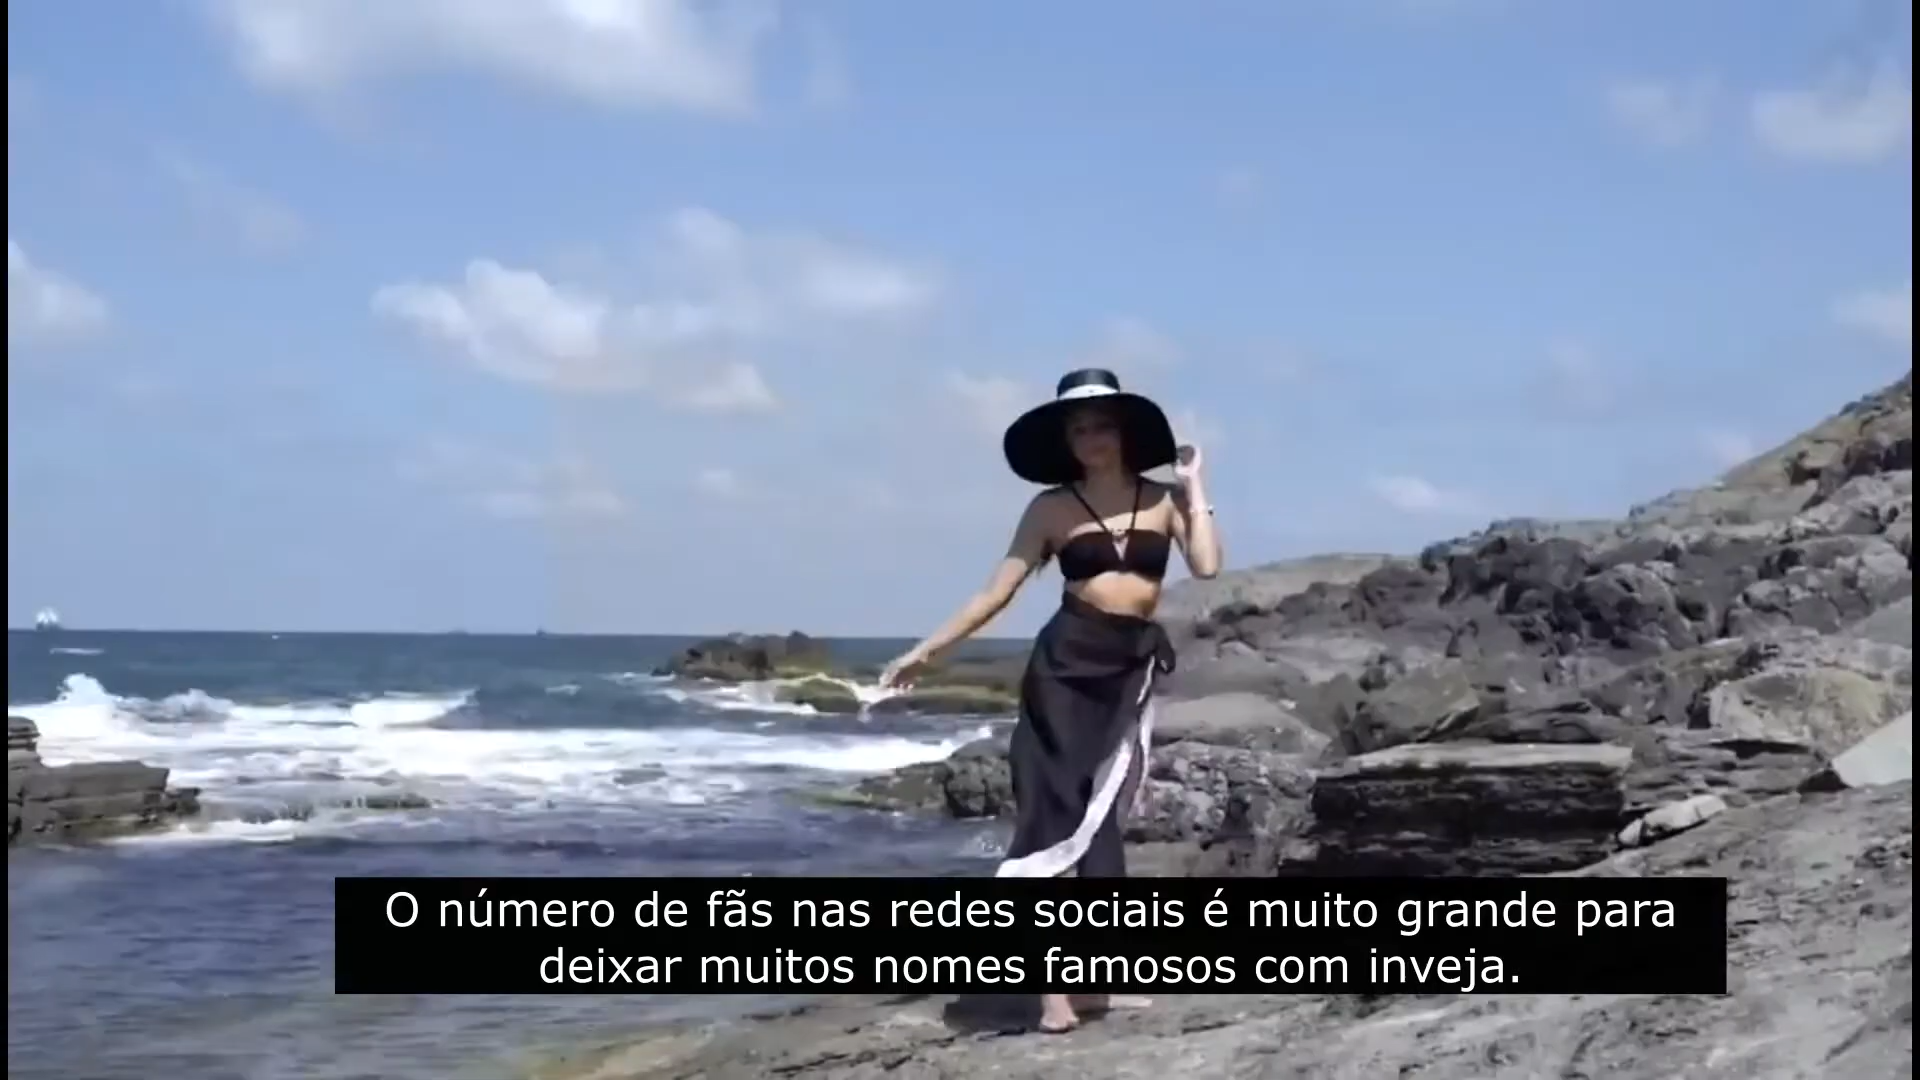 O número de fãs nas redes sociais é muito grande para
deixar muitos nomes famosos com inveja.